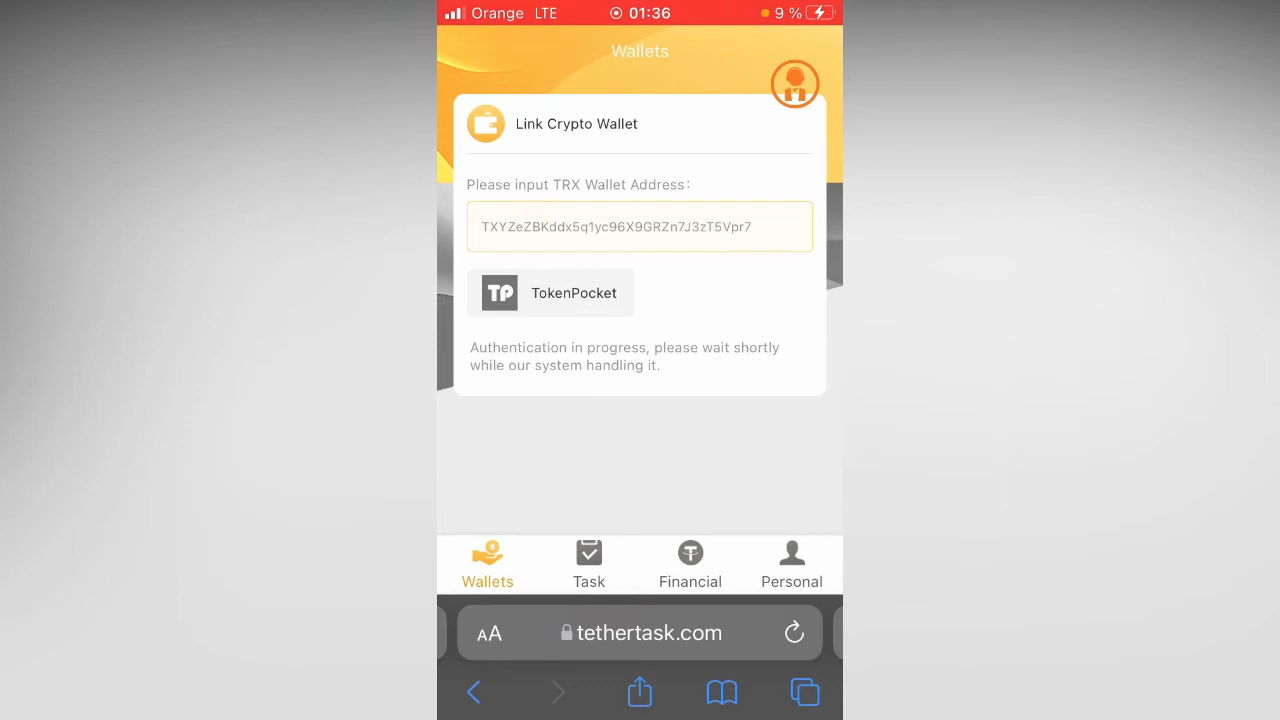 Orange LTE 01:36 9 %
Wallets
Link Crypto Wallet
Please input TRX Wallet Address:
TXYZeZBKddx5q1yc96X9GRZn7J3zT5Vpr7
TP TokenPocket
Authentication in progress, please wait shortly
while our system handling it.
Wallets Task Financial Personal
AA tethertask.com